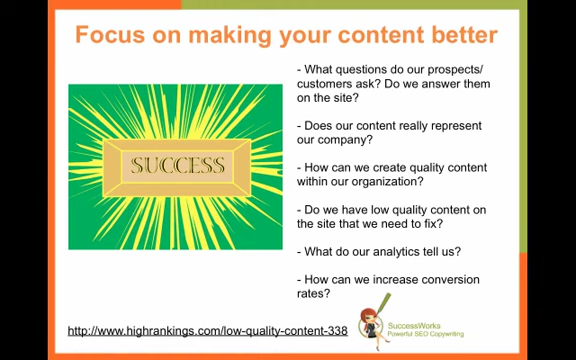 Focus on making your content better
- What questions do our prospects/
customers ask? Do we answer them
on the site?
- Does our content really represent
our company?
- How can we create quality content
within our organization?
- Do we have low quality content on
the site that we need to fix?
- What do our analytics tell us?
- How can we increase conversion
rates?
SUCCESS
http://www.highrankings.com/low-quality-content-338
SuccessWorks
Powerful SEO Copywriting